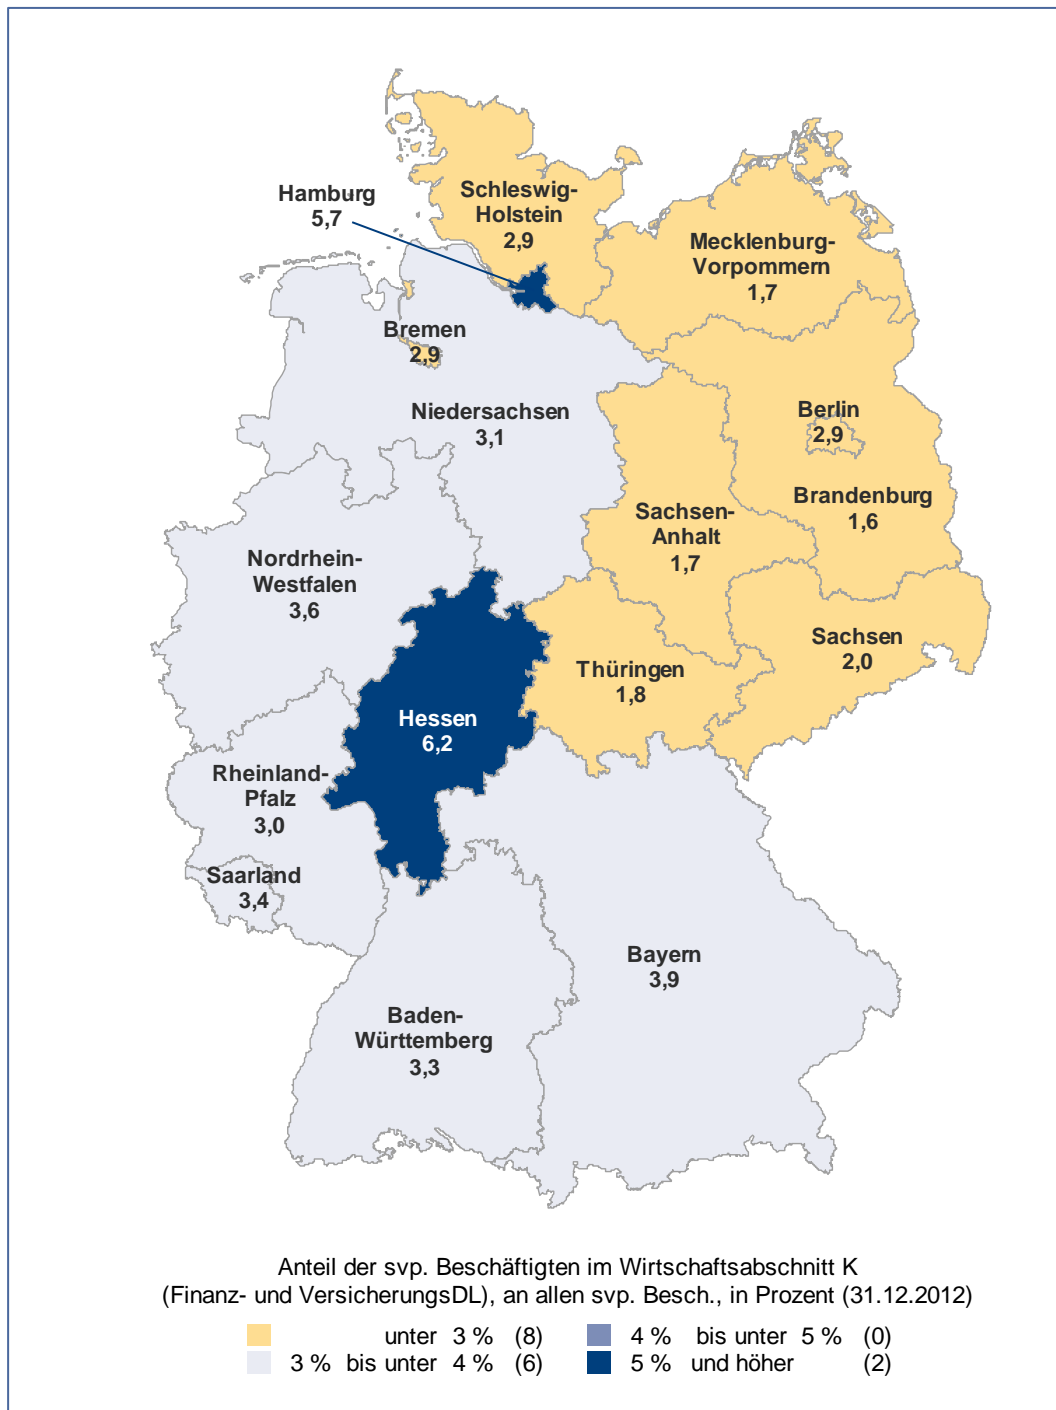 Hamburg
5,7
Schleswig-
Holstein
2,9
Mecklenburg-
Vorpommern
1,7
Bremen
2,9
Niedersachsen
3,1
Berlin
2,9
Brandenburg
1,6
Sachsen-
Anhalt
1,7
Nordrhein-
Westfalen
3,6
Sachsen
2,0
Thüringen
1,8
Hessen
6,2
Rheinland-
Pfalz
3,0
Saarland
3,4
Bayern
3,9
Baden-
Württemberg
3,3
Anteil der svp. Beschäftigten im Wirtschaftsabschnitt K
(Finanz- und VersicherungsDL), an allen svp. Besch., in Prozent (31.12.2012)
unter 3 % (8)
3 % bis unter 4 % (6)
4 % bis unter 5 % (0)
5 % und höher (2)